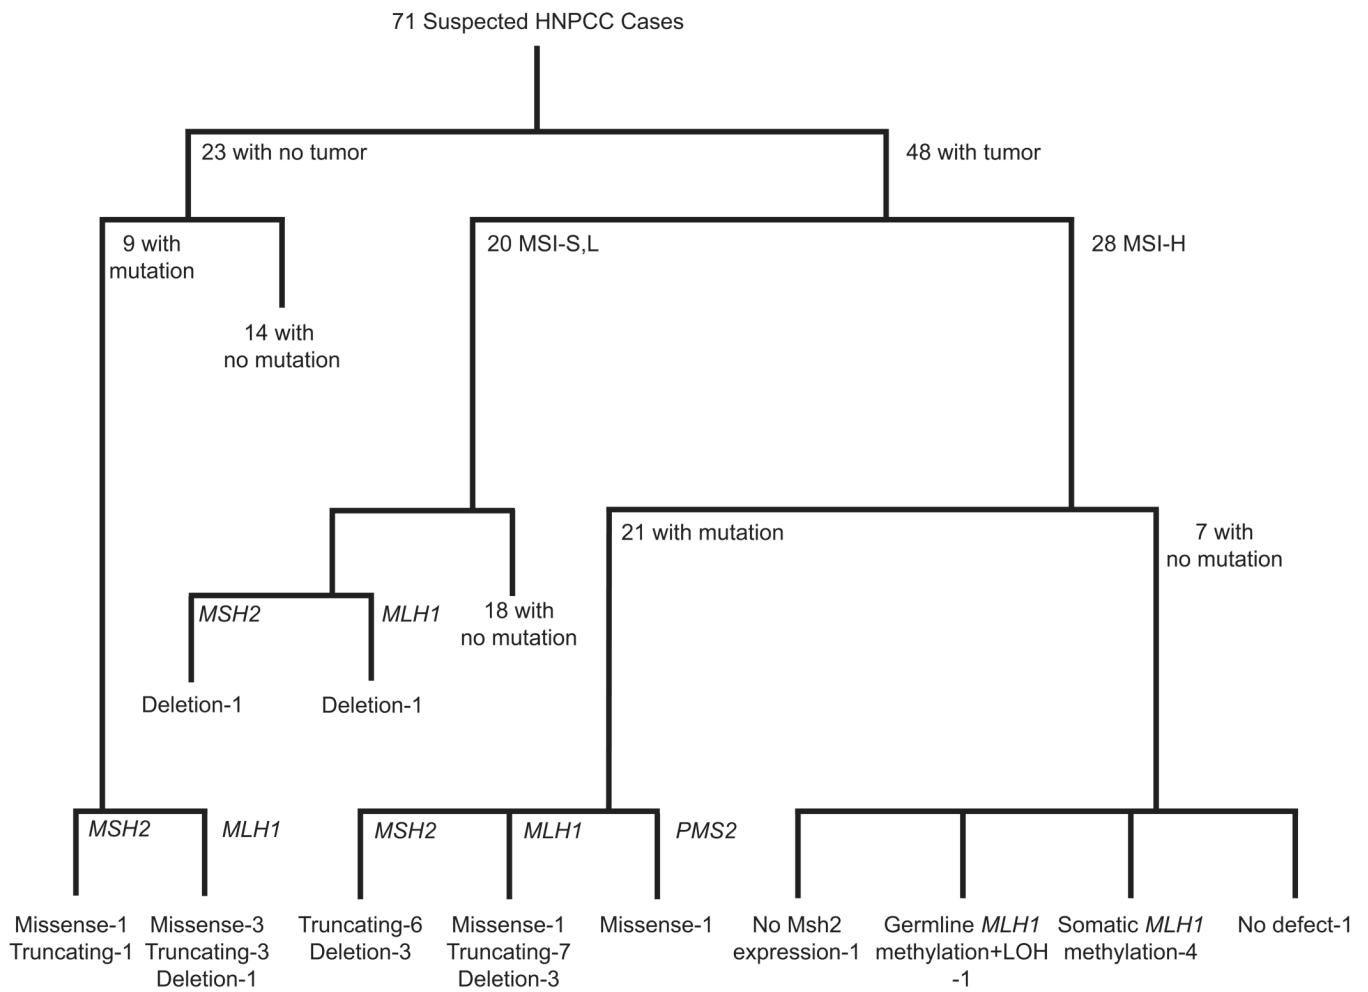 71 Suspected HNPCC Cases
23 with no tumor
48 with tumor
9 with
mutation
20 MSI-S,L
28 MSI-H
14 with
no mutation
21 with mutation
7 with
no mutation
MSH2
MLH1
18 with
no mutation
Deletion-1
Deletion-1
MSH2
MLH1
MSH2
MLH1
PMS2
Missense-1
Truncating-1
Missense-3
Truncating-3
Deletion-1
Truncating-6
Deletion-3
Missense-1
Truncating-7
Deletion-3
Missense-1
No Msh2
expression-1
Germline MLH1
methylation+LOH
-1
Somatic MLH1
methylation-4
No defect-1